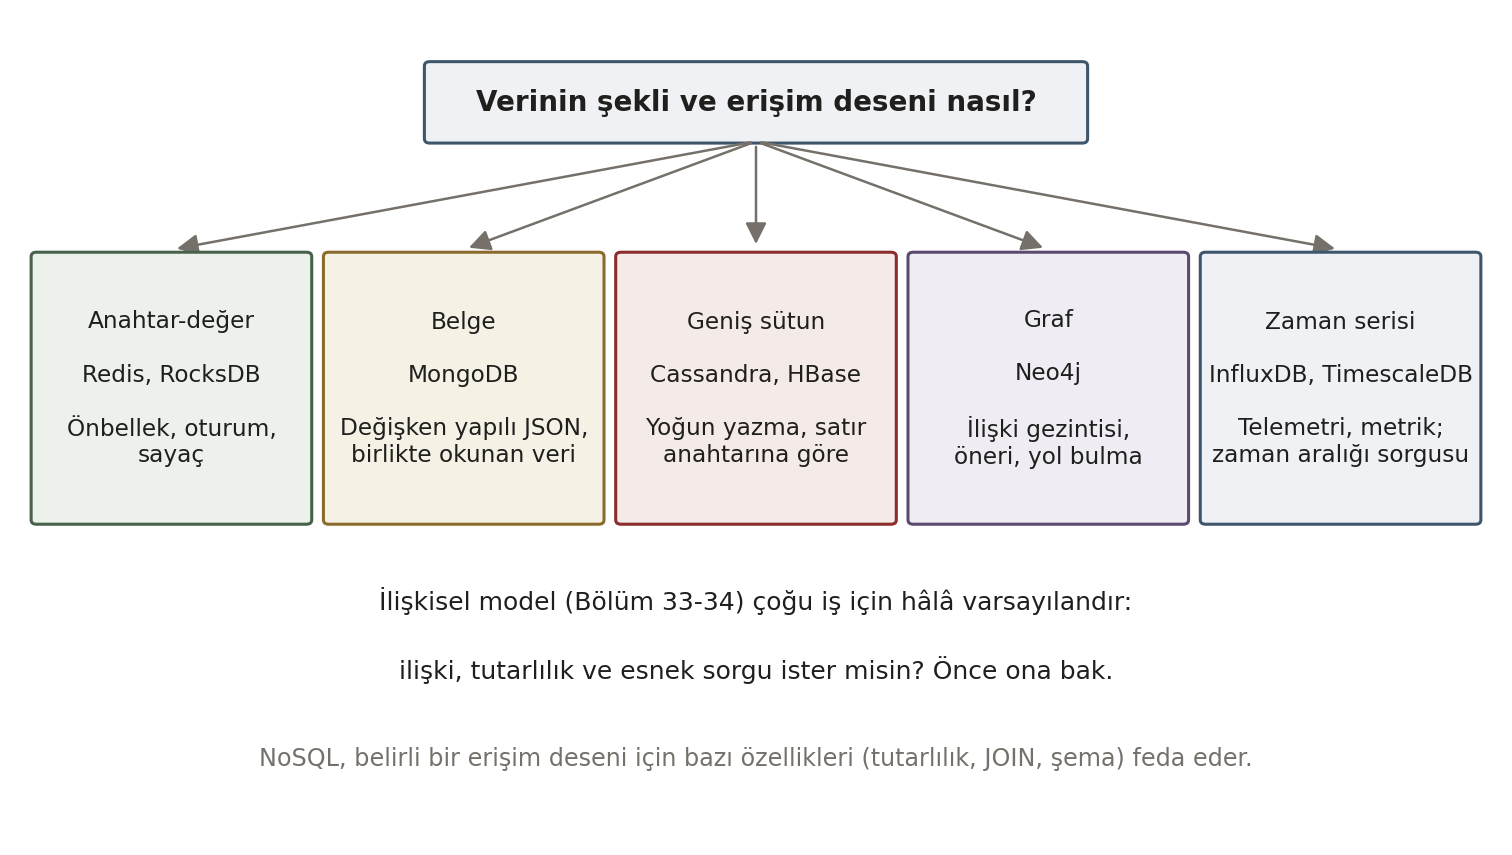 Verinin şekli ve erişim deseni nasıl?
Anahtar-değer
Redis, RocksDB
Önbellek, oturum,
sayaç
Belge
MongoDB
Değişken yapılı JSON,
birlikte okunan veri
Geniş sütun
Cassandra, HBase
Yoğun yazma, satır
anahtarına göre
Graf
Neo4j
İlişki gezintisi,
öneri, yol bulma
Zaman serisi
InfluxDB, TimescaleDB
Telemetri, metrik;
zaman aralığı sorgusu
İlişkisel model (Bölüm 33-34) çoğu iş için hâlâ varsayılandır:
ilişki, tutarlılık ve esnek sorgu ister misin? Önce ona bak.
NoSQL, belirli bir erişim deseni için bazı özellikleri (tutarlılık, JOIN, şema) feda eder.